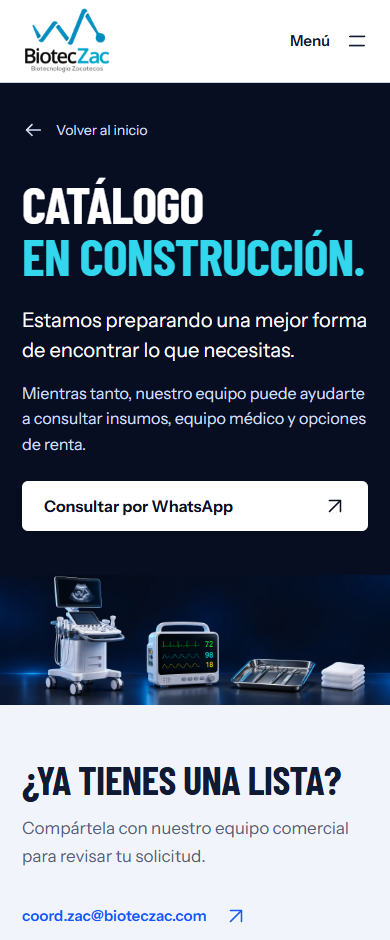 BiotecZac
Biotecnología Zacatecas
Menú
Volver al inicio
CATÁLOGO
EN CONSTRUCCIÓN.
Estamos preparando una mejor forma
de encontrar lo que necesitas.
Mientras tanto, nuestro equipo puede ayudarte
a consultar insumos, equipo médico y opciones
de renta.
Consultar por WhatsApp
72
98
18
¿YA TIENES UNA LISTA?
Compártela con nuestro equipo comercial
para revisar tu solicitud.
coord.zac@bioteczac.com